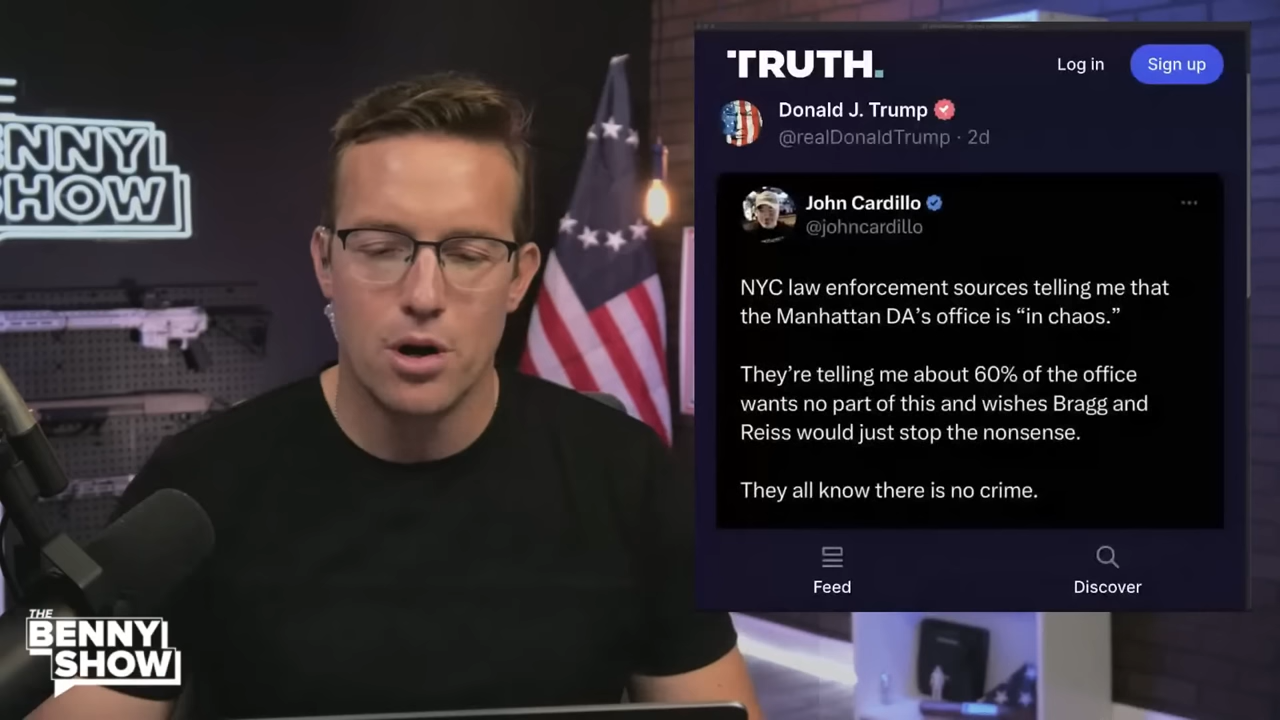 ENNY
SHOW
TRUTH.
Log in
Sign up
Donald J. Trump
@realDonaldTrump · 2d
John Cardillo
@johncardillo
NYC law enforcement sources telling me that
the Manhattan DA’s office is “in chaos.”
They’re telling me about 60% of the office
wants no part of this and wishes Bragg and
Reiss would just stop the nonsense.
They all know there is no crime.
Feed
Discover
THE
BENNY
SHOW